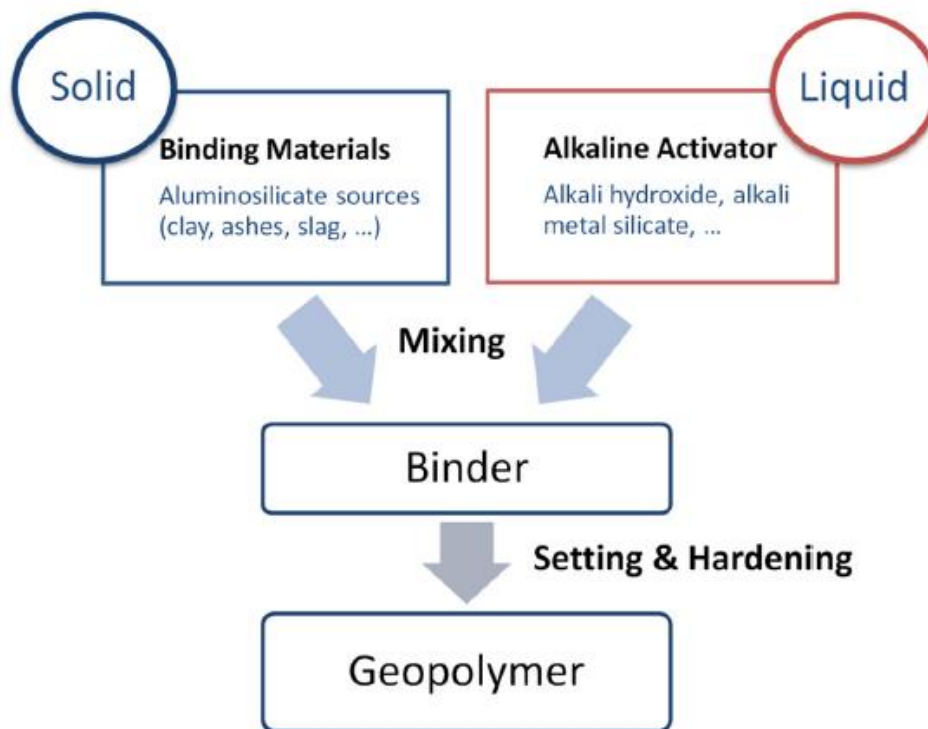 Solid
Liquid
Binding Materials
Aluminosilicate sources
(clay, ashes, slag, ...)
Alkaline Activator
Alkali hydroxide, alkali
metal silicate, ...
Mixing
Binder
Setting & Hardening
Geopolymer